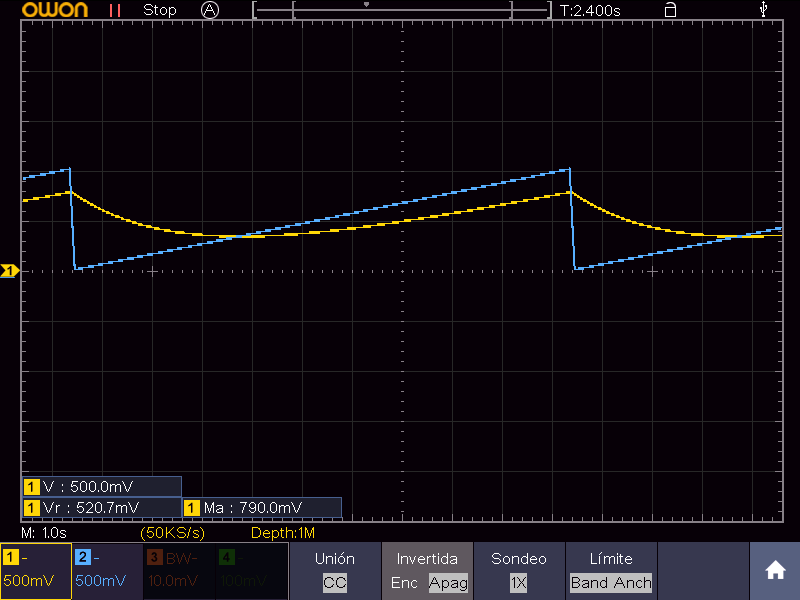 OWON Stop A T:2.400s
1
1 V : 500.0mV
1 Vr : 520.7mV 1 Ma : 790.0mV
M: 1.0s (50KS/s) Depth:1M
1 - 2 - 3 BW- 4 - Unión Invertida Sondeo Límite
500mV 500mV 10.0mV 100mV CC Enc Apag 1X Band Anch